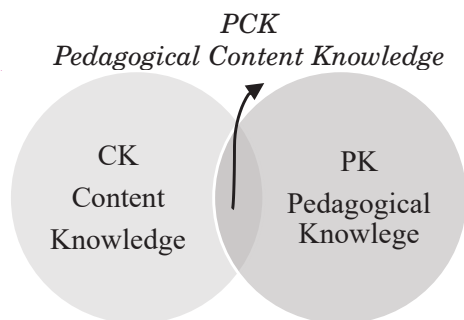 PCK
Pedagogical Content Knowledge
CK
Content
Knowledge
PK
Pedagogical
Knowlege